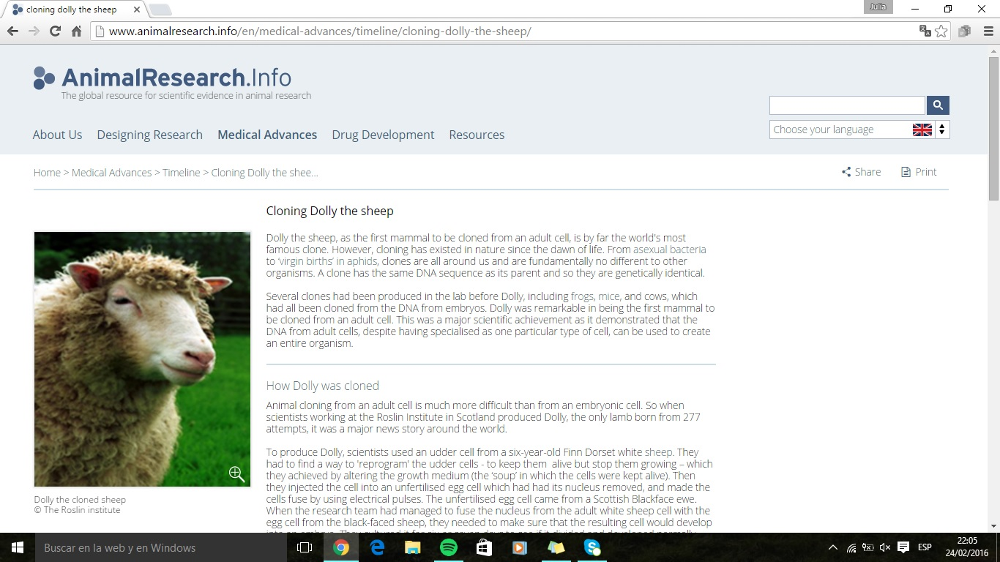 cloning dolly the sheep
Julia
www.animalresearch.info/en/medical-advances/timeline/cloning-dolly-the-sheep/
AnimalResearch.Info
The global resource for scientific evidence in animal research
About Us Designing Research Medical Advances Drug Development Resources
Choose your language
Home > Medical Advances > Timeline > Cloning Dolly the shee...
Share Print
Cloning Dolly the sheep
Dolly the sheep, as the first mammal to be cloned from an adult cell, is by far the world's most
famous clone. However, cloning has existed in nature since the dawn of life. From asexual bacteria
to ‘virgin births’ in aphids, clones are all around us and are fundamentally no different to other
organisms. A clone has the same DNA sequence as its parent and so they are genetically identical.
Several clones had been produced in the lab before Dolly, including frogs, mice, and cows, which
had all been cloned from the DNA from embryos. Dolly was remarkable in being the first mammal to
be cloned from an adult cell. This was a major scientific achievement as it demonstrated that the
DNA from adult cells, despite having specialised as one particular type of cell, can be used to create
an entire organism.
How Dolly was cloned
Animal cloning from an adult cell is much more difficult than from an embryonic cell. So when
scientists working at the Roslin Institute in Scotland produced Dolly, the only lamb born from 277
attempts, it was a major news story around the world.
To produce Dolly, scientists used an udder cell from a six-year-old Finn Dorset white sheep. They
had to find a way to 'reprogram' the udder cells - to keep them alive but stop them growing – which
they achieved by altering the growth medium (the ‘soup’ in which the cells were kept alive). Then
they injected the cell into an unfertilised egg cell which had had its nucleus removed, and made the
cells fuse by using electrical pulses. The unfertilised egg cell came from a Scottish Blackface ewe.
When the research team had managed to fuse the nucleus from the adult white sheep cell with the
egg cell from the black-faced sheep, they needed to make sure that the resulting cell would develop
Dolly the cloned sheep
© The Roslin institute
Buscar en la web y en Windows
ESP
22:05
24/02/2016